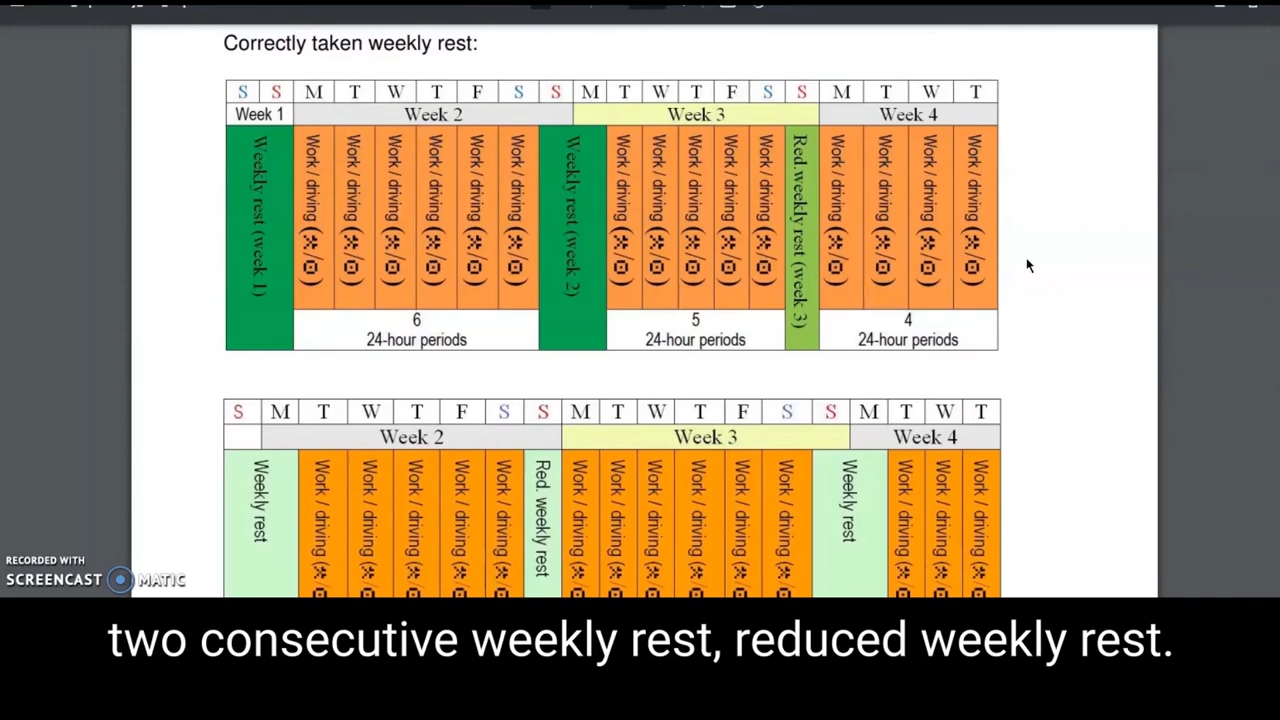 Correctly taken weekly rest:
S S M T W T F S S M T W T F S S M T W T
Week 1 Week 2 Week 3 Week 4
Weekly rest (week 1)
Work / driving ( / )
Work / driving ( / )
Work / driving ( / )
Work / driving ( / )
Work / driving ( / )
Work / driving ( / )
Weekly rest (week 2)
Work / driving ( / )
Work / driving ( / )
Work / driving ( / )
Work / driving ( / )
Work / driving ( / )
Red.weekly rest (week 3)
Work / driving ( / )
Work / driving ( / )
Work / driving ( / )
Work / driving ( / )
6 5 4
24-hour periods 24-hour periods 24-hour periods
S M T W T F S S M T W T F S S M T W T
Week 2 Week 3 Week 4
Weekly rest
Work / driving ( /
Work / driving ( /
Work / driving ( /
Work / driving ( /
Work / driving ( /
Red. weekly rest
Work / driving ( /
Work / driving ( /
Work / driving ( /
Work / driving ( /
Work / driving ( /
Work / driving ( /
Weekly rest
Work / driving ( /
Work / driving ( /
Work / driving ( /
RECORDED WITH
SCREENCAST MATIC
two consecutive weekly rest, reduced weekly rest.